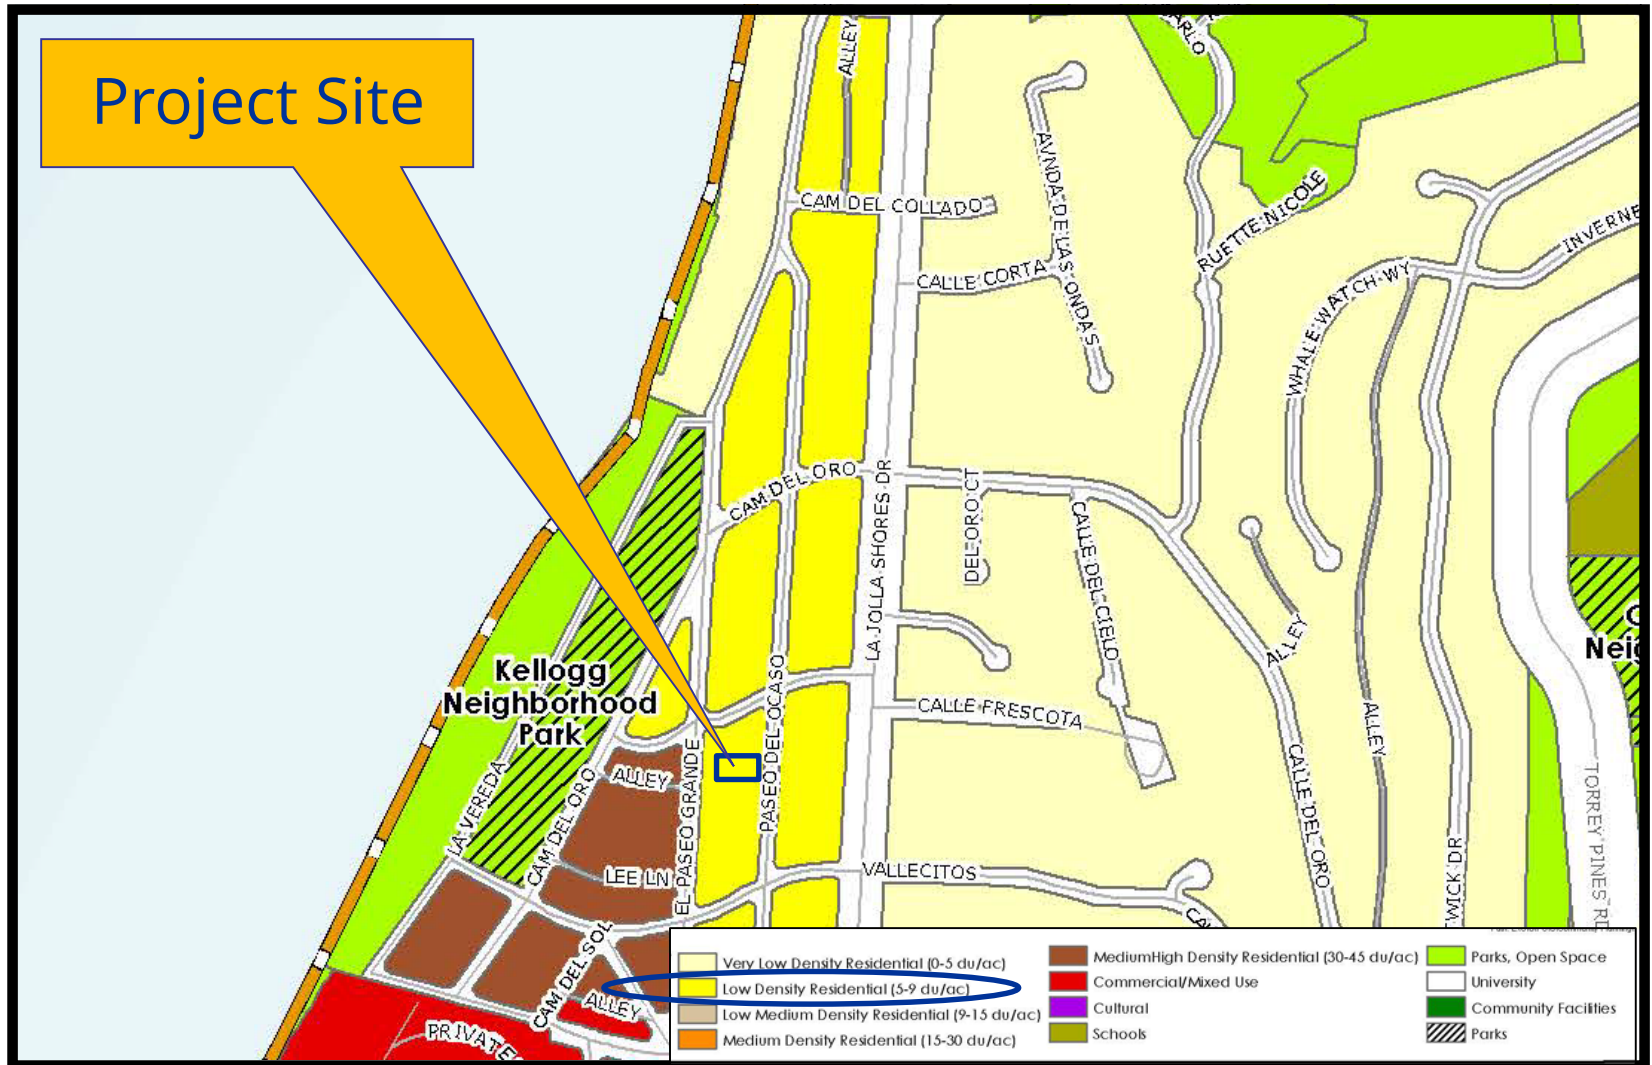 Project Site
ALLEY
ARLO
CAM DEL COLLADO
AVNDA DE LAS ONDAS
CALLE CORTA
RUETTE NICOLE
WHALE WATCH WY
INVERNE
CAM DEL ORO
LA JOLLA SHORES DR
DEL ORO CT
CALLE DEL CIELO
ALLEY
Kellogg
Neighborhood
Park
Neig
PASEO DEL OCASO
CALLE FRESCOTA
ALLEY
ALLEY
EL PASEO GRANDE
LA VEREDA
CAM DEL ORO
CALLE DEL ORO
TORREY PINES RD
LEE LN
VALLECITOS
WICK DR
CAM DEL SOL
ALLEY
PRIVATE
CA
Very Low Density Residential (0-5 du/ac)
Low Density Residential (5-9 du/ac)
Low Medium Density Residential (9-15 du/ac)
Medium Density Residential (15-30 du/ac)
MediumHigh Density Residential (30-45 du/ac)
Commercial/Mixed Use
Cultural
Schools
Parks, Open Space
University
Community Facilities
Parks